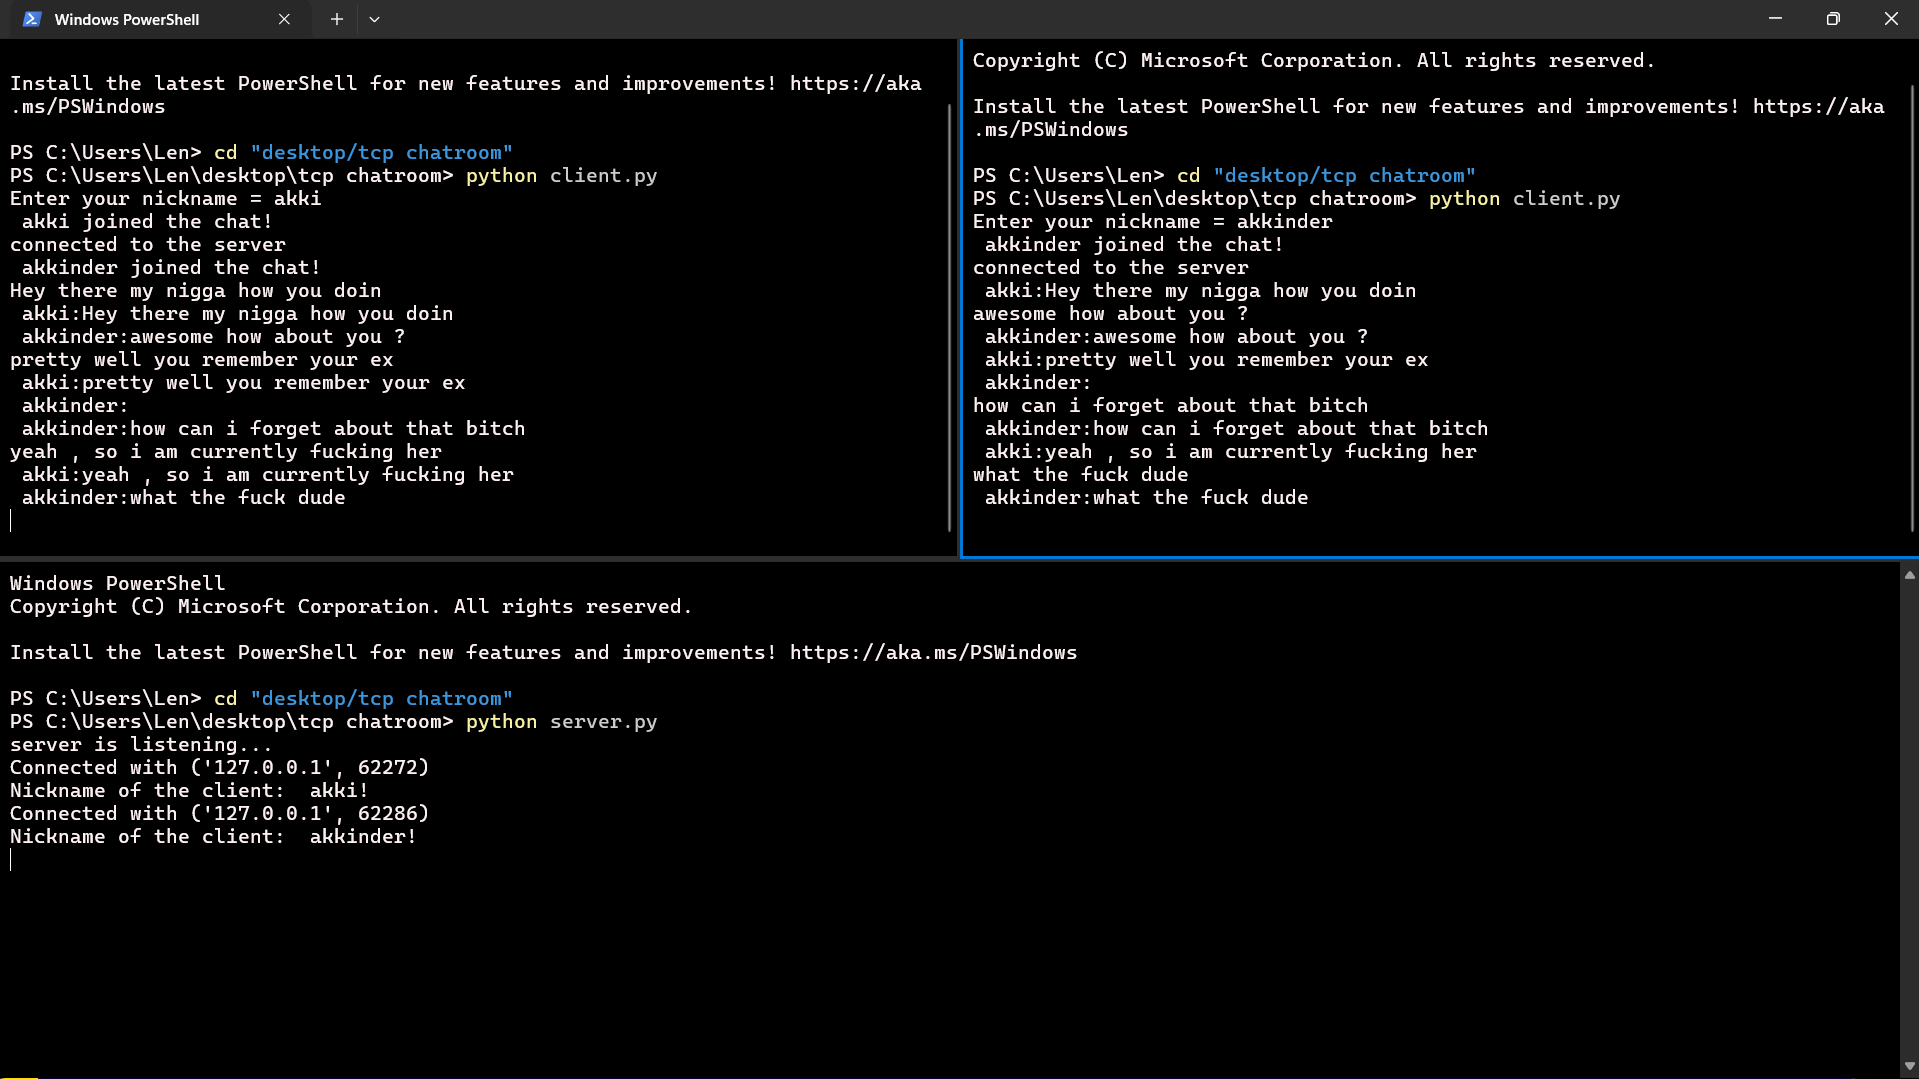 Windows PowerShell
Install the latest PowerShell for new features and improvements! https://aka
.ms/PSWindows
PS C:\Users\Len> cd "desktop/tcp chatroom"
PS C:\Users\Len\desktop\tcp chatroom> python client.py
Enter your nickname = akki
akki joined the chat!
connected to the server
akkinder joined the chat!
Hey there my nigga how you doin
akki:Hey there my nigga how you doin
akkinder:awesome how about you ?
pretty well you remember your ex
akki:pretty well you remember your ex
akkinder:
akkinder:how can i forget about that bitch
yeah , so i am currently fucking her
akki:yeah , so i am currently fucking her
akkinder:what the fuck dude
Copyright (C) Microsoft Corporation. All rights reserved.
Install the latest PowerShell for new features and improvements! https://aka
.ms/PSWindows
PS C:\Users\Len> cd "desktop/tcp chatroom"
PS C:\Users\Len\desktop\tcp chatroom> python client.py
Enter your nickname = akkinder
akkinder joined the chat!
connected to the server
akki:Hey there my nigga how you doin
awesome how about you ?
akkinder:awesome how about you ?
akki:pretty well you remember your ex
akkinder:
how can i forget about that bitch
akkinder:how can i forget about that bitch
akki:yeah , so i am currently fucking her
what the fuck dude
akkinder:what the fuck dude
Windows PowerShell
Copyright (C) Microsoft Corporation. All rights reserved.
Install the latest PowerShell for new features and improvements! https://aka.ms/PSWindows
PS C:\Users\Len> cd "desktop/tcp chatroom"
PS C:\Users\Len\desktop\tcp chatroom> python server.py
server is listening...
Connected with ('127.0.0.1', 62272)
Nickname of the client:  akki!
Connected with ('127.0.0.1', 62286)
Nickname of the client:  akkinder!